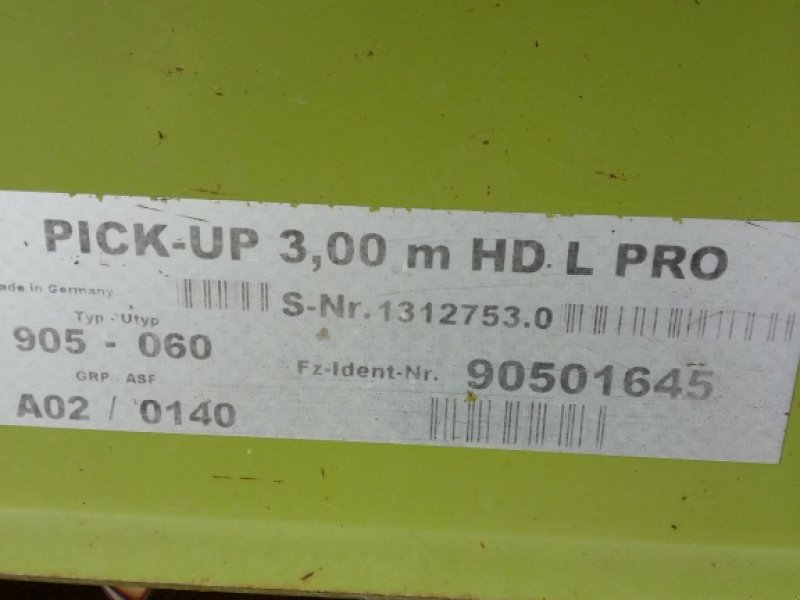 PICK-UP 3,00 m HD L PRO
ade in Germany
S-Nr. 1312753.0
Typ - Utyp
905 - 060
Fz-Ident-Nr. 90501645
GRP ASF
A02 / 0140